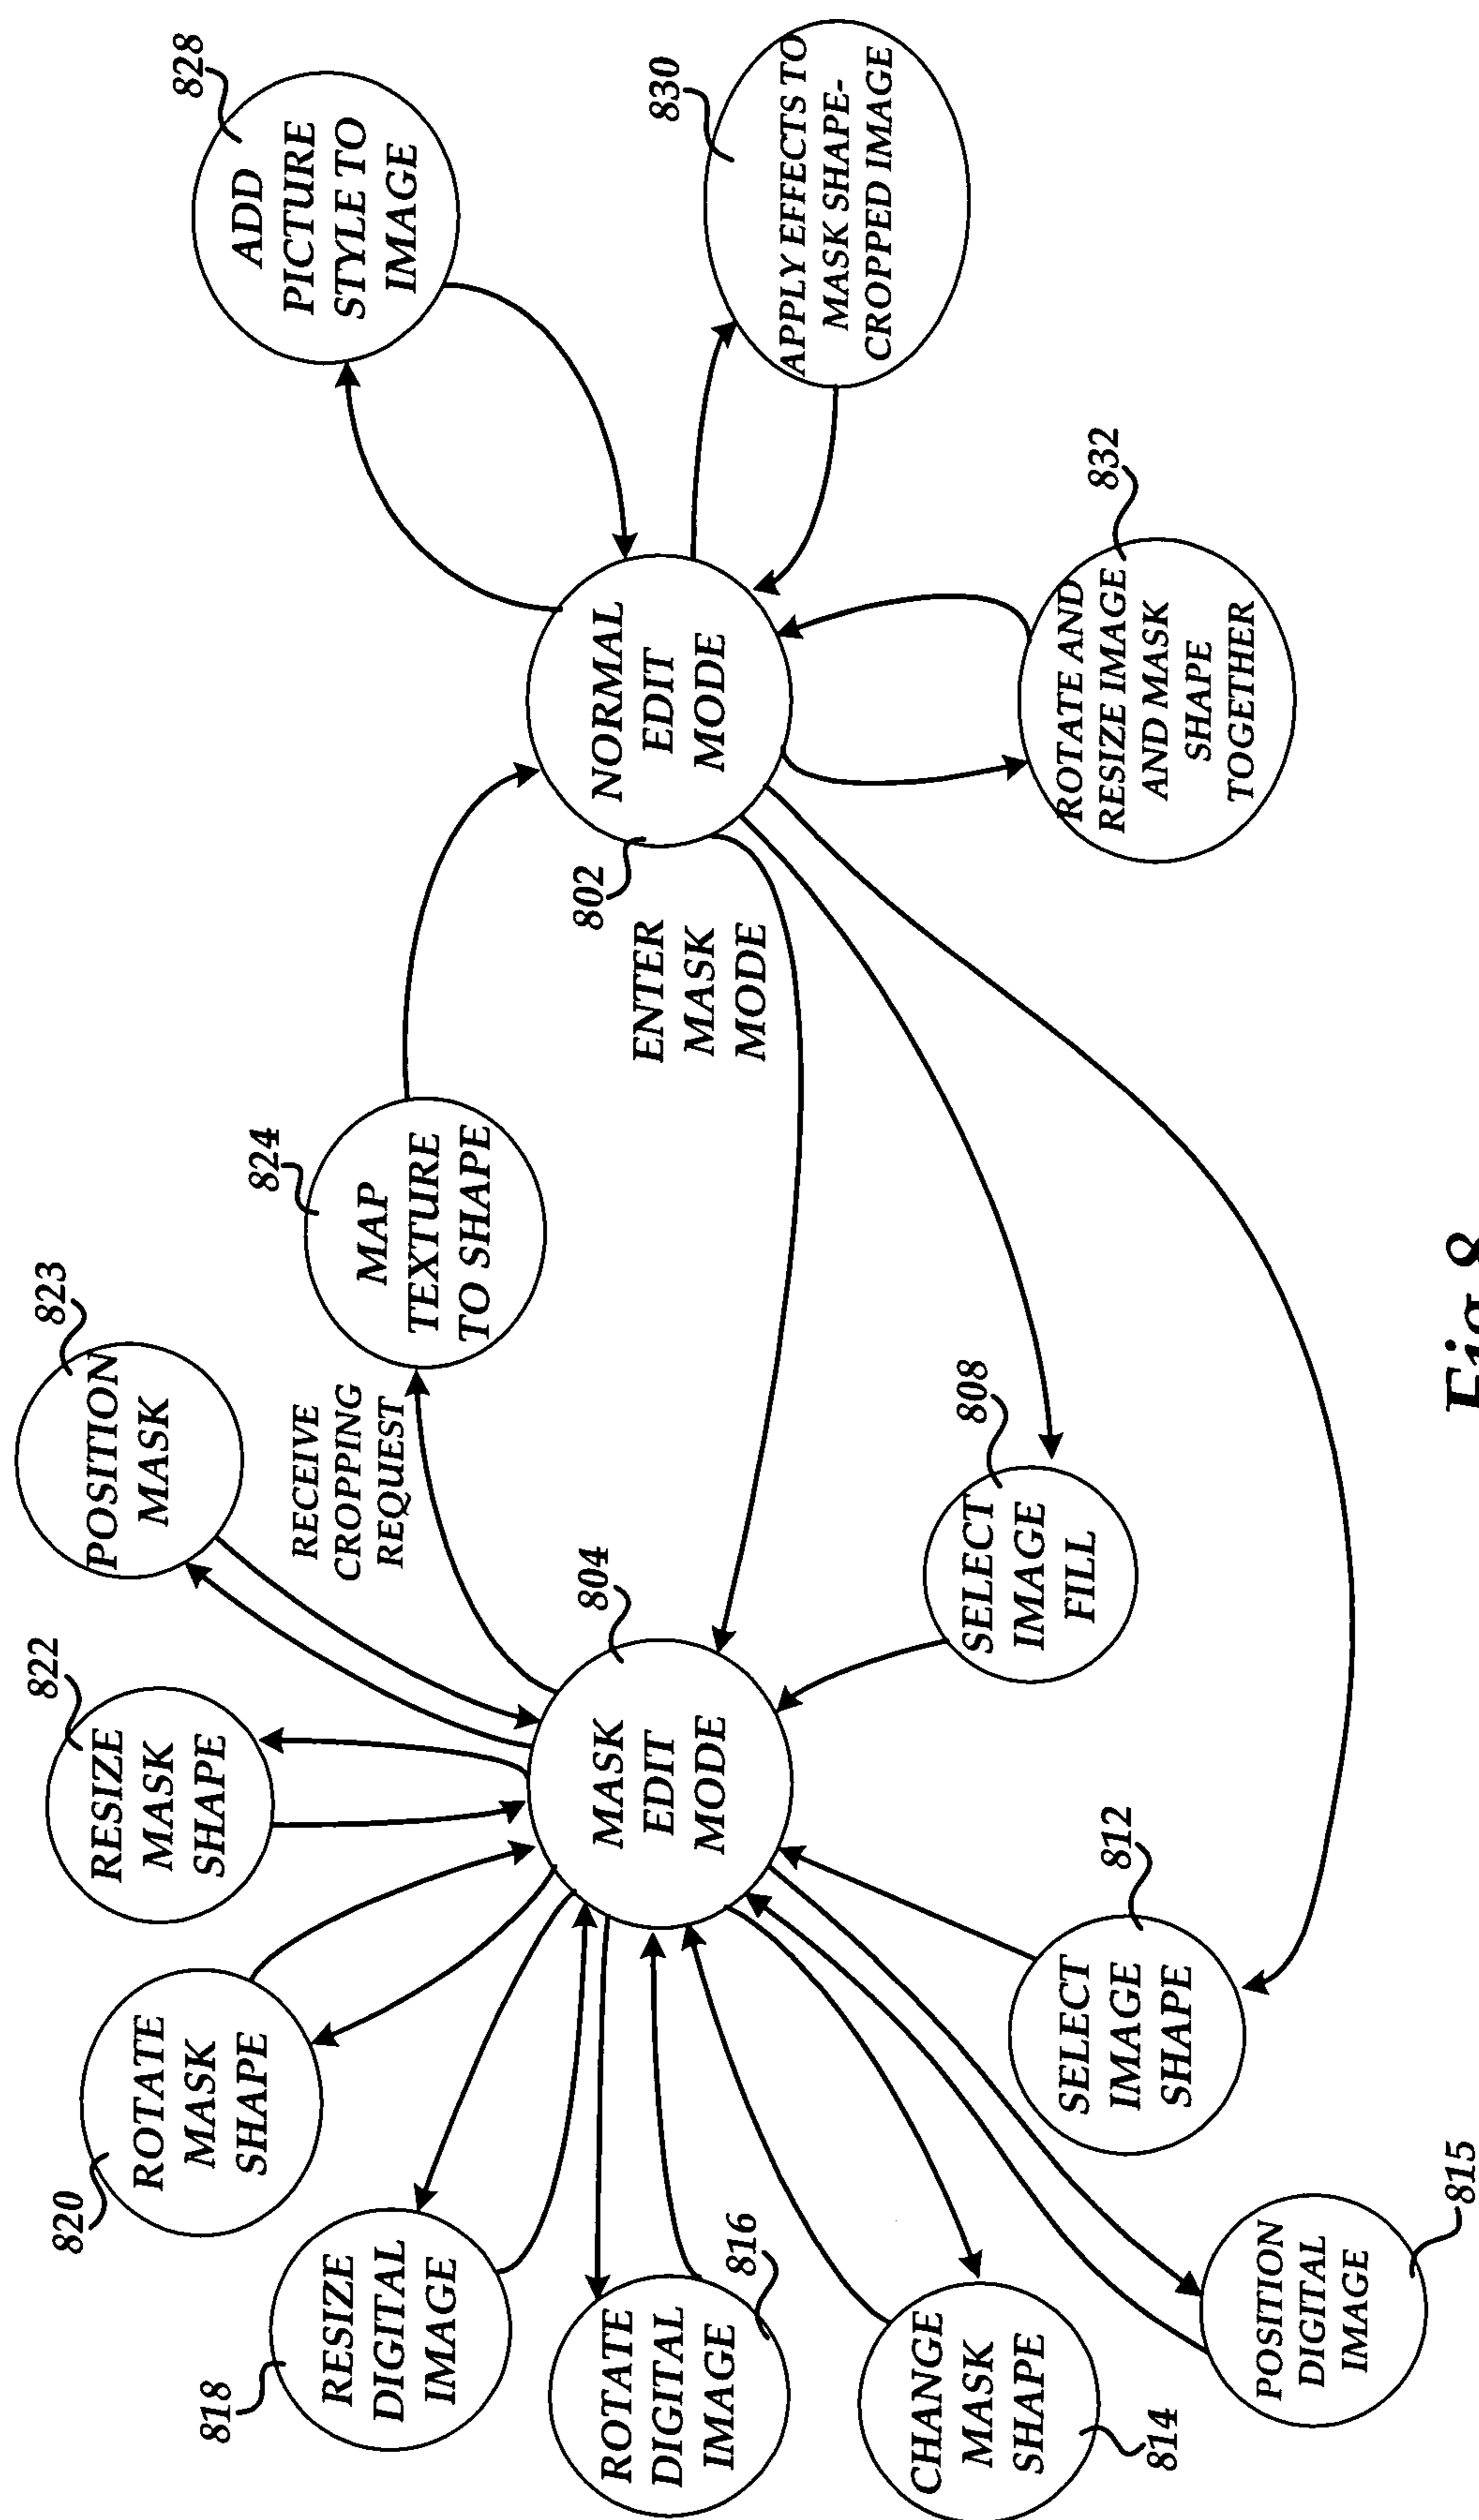 820
ROTATE
MASK
SHAPE
822
RESIZE
MASK
SHAPE
823
POSITION
MASK
818
RESIZE
DIGITAL
IMAGE
RECEIVE
CROPPING
REQUEST
824
MAP
TEXTURE
TO SHAPE
828
ADD
PICTURE
STYLE TO
IMAGE
816
ROTATE
DIGITAL
IMAGE
804
MASK
EDIT
MODE
802
NORMAL
EDIT
MODE
ENTER
MASK
MODE
830
APPLY EFFECTS TO
MASK SHAPE-
CROPPED IMAGE
814
CHANGE
MASK
SHAPE
808
SELECT
IMAGE
FILL
812
SELECT
IMAGE
SHAPE
832
ROTATE AND
RESIZE IMAGE
AND MASK
SHAPE
TOGETHER
815
POSITION
DIGITAL
IMAGE